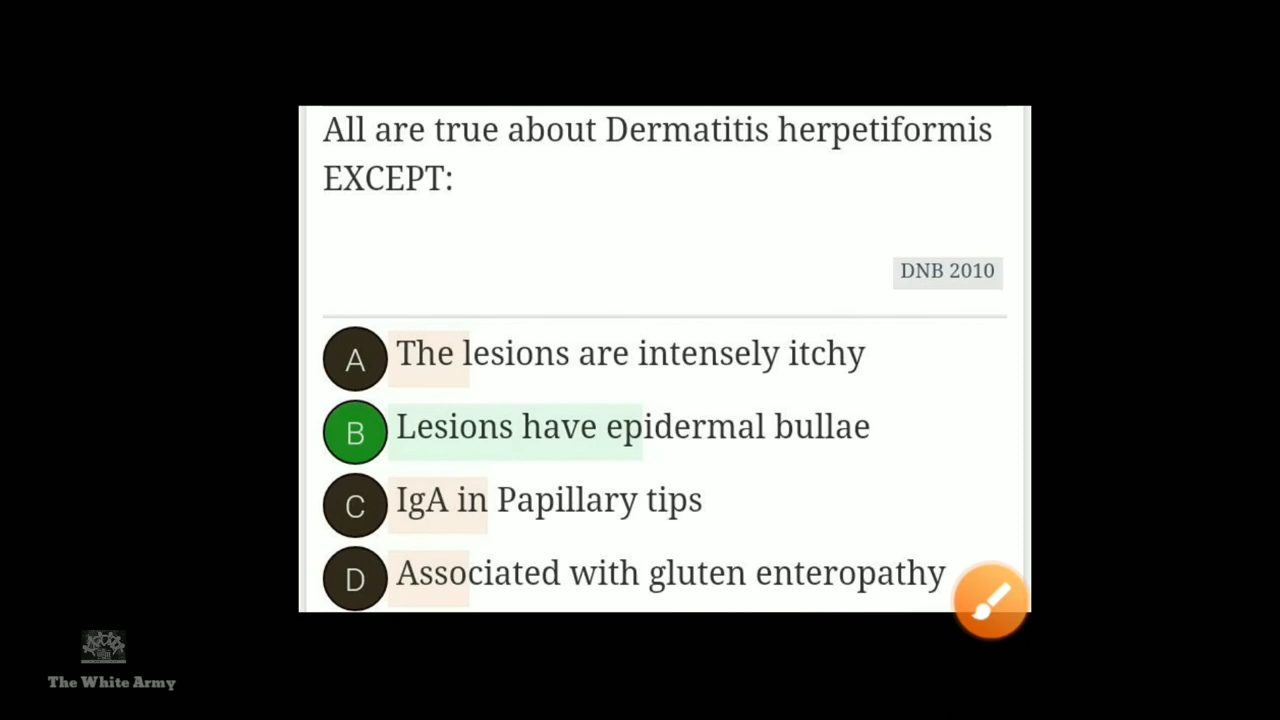 All are true about Dermatitis herpetiformis
EXCEPT:
DNB 2010
A The lesions are intensely itchy
B Lesions have epidermal bullae
C IgA in Papillary tips
D Associated with gluten enteropathy
The White Army